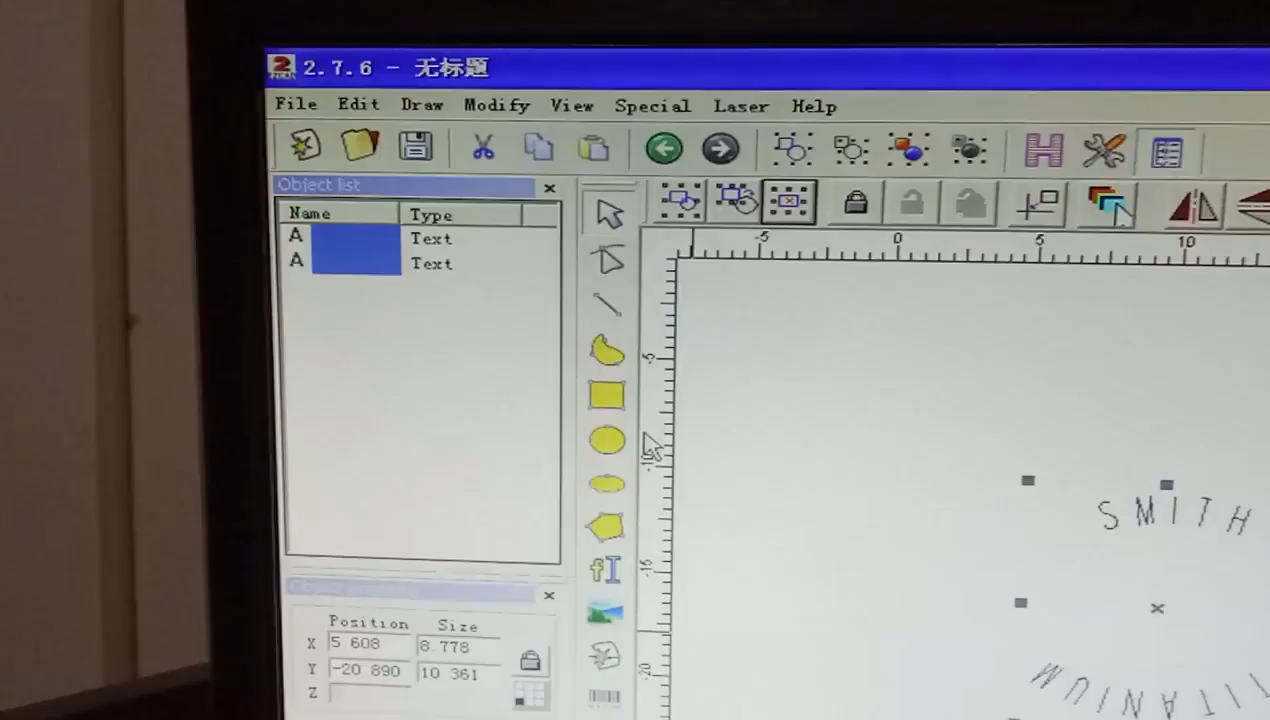 2.7.6 - 无标题
File Edit Draw Modify View Special Laser Help
Object list
Name Type
A Text
A Text
-5 0 5 10
-5
-10
-15
-20
SMITH
TITANIUM
Position Size
X 5.608 8.778
Y -20.890 10.361
Z